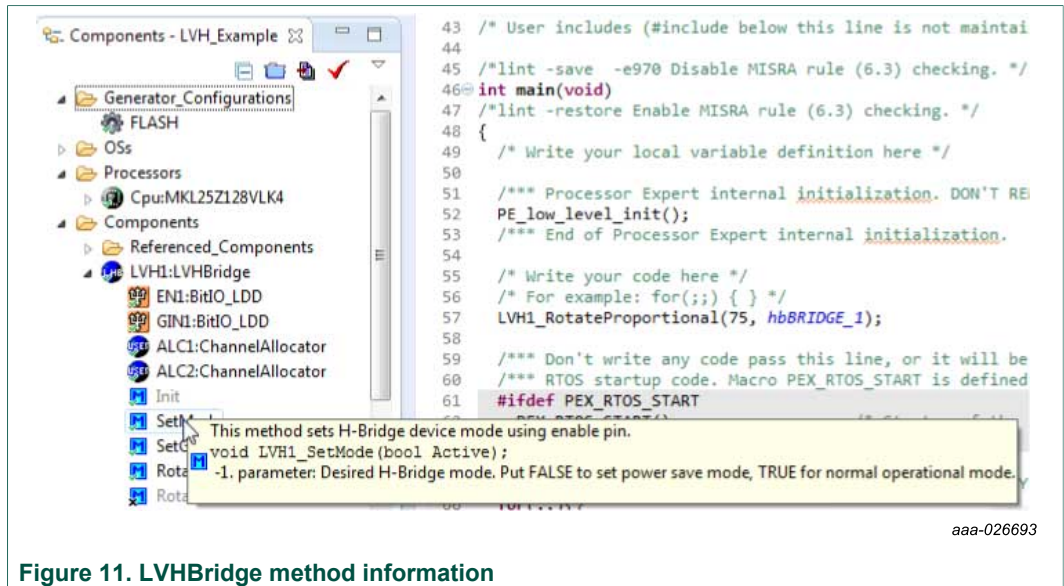 Components - LVH_Example
Generator_Configurations
FLASH
OSs
Processors
Cpu:MKL25Z128VLK4
Components
Referenced_Components
LVH1:LVHBridge
EN1:BitIO_LDD
GIN1:BitIO_LDD
ALC1:ChannelAllocator
ALC2:ChannelAllocator
Init
SetG
Rota
Rota
43 /* User includes (#include below this line is not maintai
44
45 /*lint -save -e970 Disable MISRA rule (6.3) checking. */
46 int main(void)
47 /*lint -restore Enable MISRA rule (6.3) checking. */
48 {
49 /* Write your local variable definition here */
50
51 /*** Processor Expert internal initialization. DON'T RE
52 PE_low_level_init();
53 /*** End of Processor Expert internal initialization.
54
55 /* Write your code here */
56 /* For example: for(;;) { } */
57 LVH1_RotateProportional(75, hbBRIDGE_1);
58
59 /*** Don't write any code pass this line, or it will be
60 /*** RTOS startup code. Macro PEX_RTOS_START is defined
61 #ifdef PEX_RTOS_START
This method sets H-Bridge device mode using enable pin.
void LVH1_SetMode(bool Active);
-1. parameter: Desired H-Bridge mode. Put FALSE to set power save mode, TRUE for normal operational mode.
aaa-026693
Figure 11. LVHBridge method information